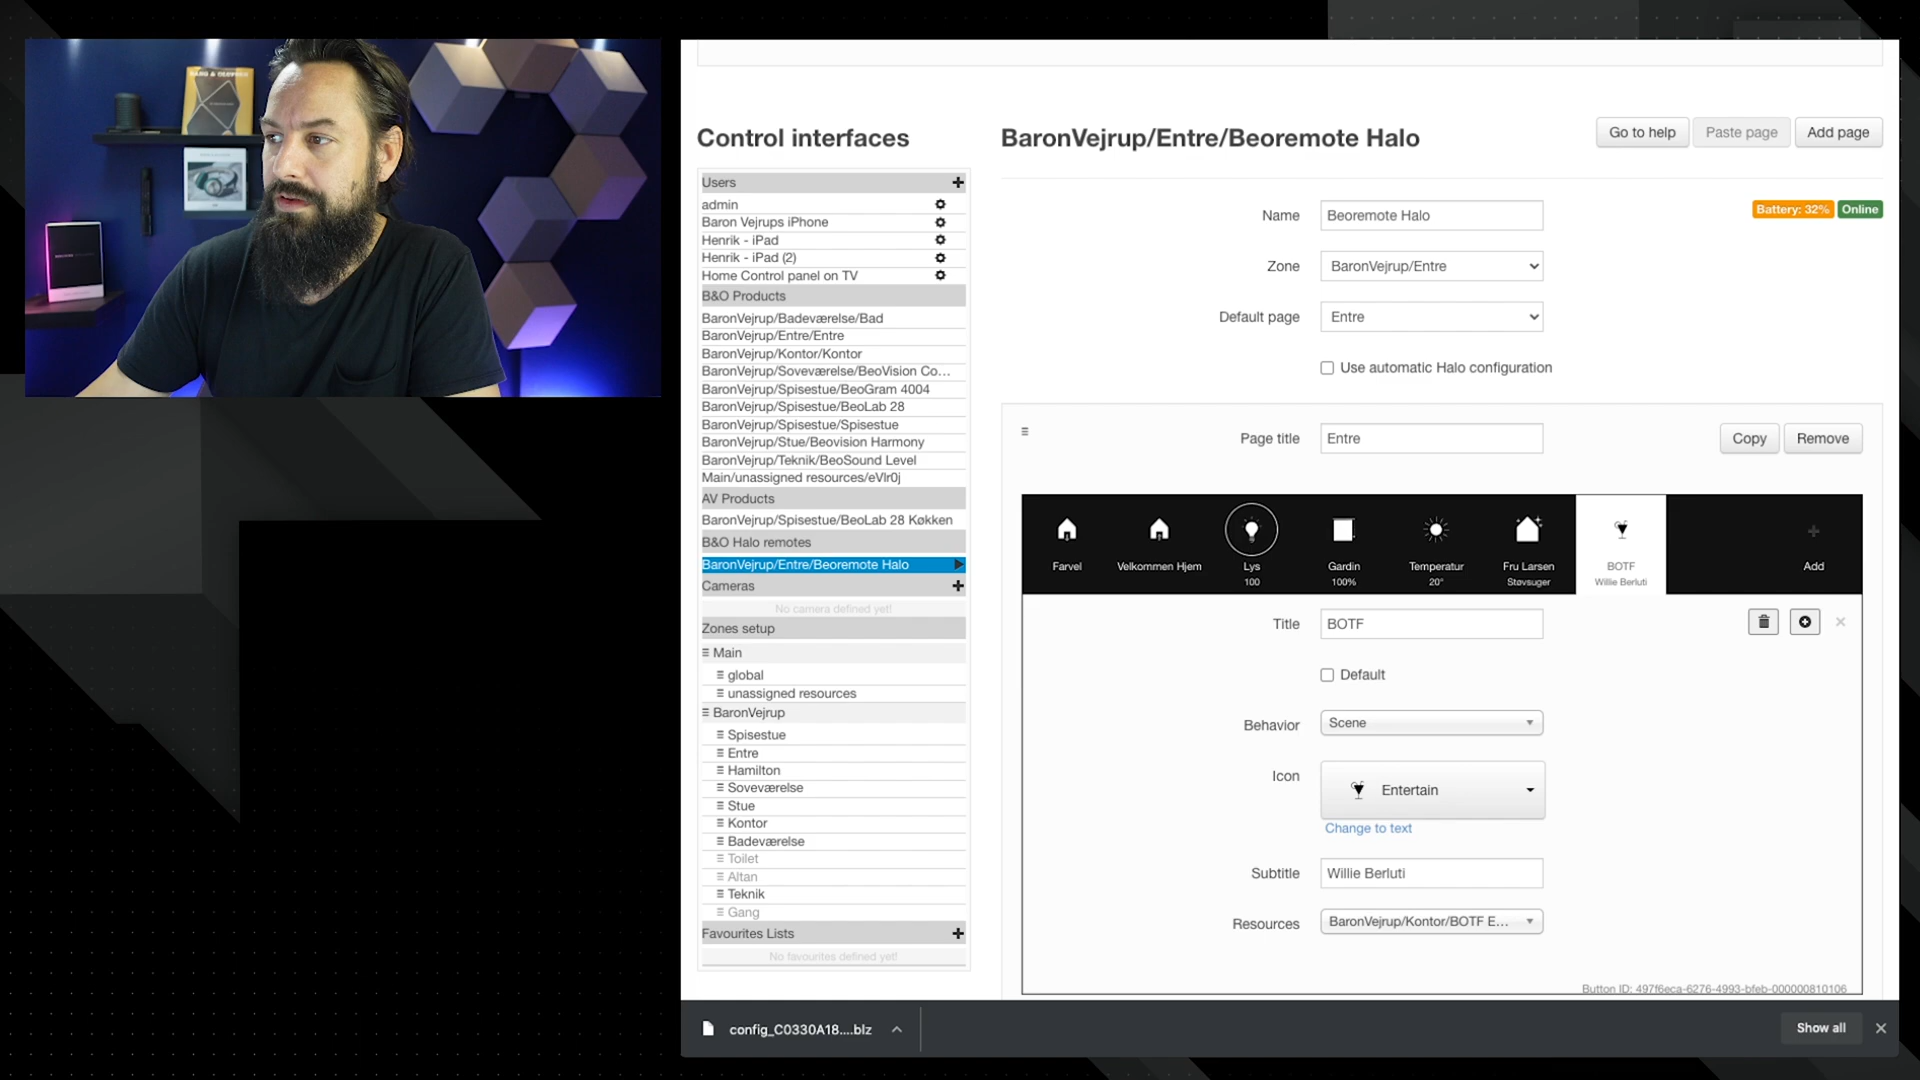 BANG & OLUFSEN
Control interfaces
Users
admin
Baron Vejrups iPhone
Henrik - iPad
Henrik - iPad (2)
Home Control panel on TV
B&O Products
BaronVejrup/Badeværelse/Bad
BaronVejrup/Entre/Entre
BaronVejrup/Kontor/Kontor
BaronVejrup/Soveværelse/BeoVision Co...
BaronVejrup/Spisestue/BeoGram 4004
BaronVejrup/Spisestue/BeoLab 28
BaronVejrup/Spisestue/Spisestue
BaronVejrup/Stue/Beovision Harmony
BaronVejrup/Teknik/BeoSound Level
Main/unassigned resources/eVIr0j
AV Products
BaronVejrup/Spisestue/BeoLab 28 Køkken
B&O Halo remotes
BaronVejrup/Entre/Beoremote Halo
Cameras
No camera defined yet!
Zones setup
Main
global
unassigned resources
BaronVejrup
Spisestue
Entre
Hamilton
Soveværelse
Stue
Kontor
Badeværelse
Toilet
Altan
Teknik
Gang
Favourites Lists
No favourites defined yet!
BaronVejrup/Entre/Beoremote Halo
Go to help Paste page Add page
Name Beoremote Halo Battery: 32% Online
Zone BaronVejrup/Entre
Default page Entre
Use automatic Halo configuration
Page title Entre Copy Remove
Farvel Velkommen Hjem Lys Gardin Temperatur Fru Larsen BOTF Add
100 100% 20° Støvsuger Willie Berluti
Title BOTF
Default
Behavior Scene
Icon Entertain
Change to text
Subtitle Willie Berluti
Resources BaronVejrup/Kontor/BOTF E...
Button ID: 497f6eca-6276-4993-bfeb-000000810106
config_C0330A18....blz Show all